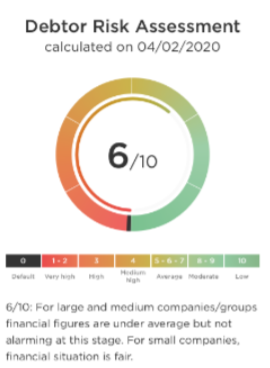 Debtor Risk Assessment
calculated on 04/02/2020
6/10
0 1 - 2 3 4 5 - 6 - 7 8 - 9 10
Default Very high High Medium high Average Moderate Low
6/10: For large and medium companies/groups
financial figures are under average but not
alarming at this stage. For small companies,
financial situation is fair.